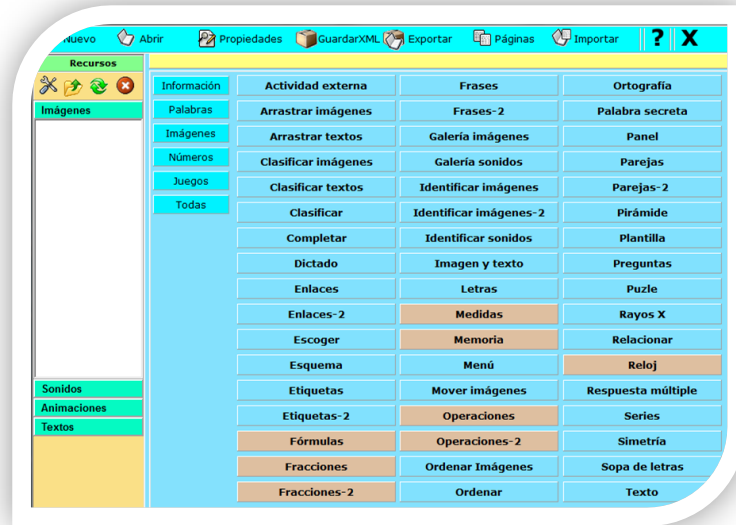 Nuevo Abrir Propiedades GuardarXML Exportar Páginas Importar ? X
Recursos
Imágenes
Sonidos
Animaciones
Textos
Información
Palabras
Imágenes
Números
Juegos
Todas
Actividad externa Frases Ortografía
Arrastrar imágenes Frases-2 Palabra secreta
Arrastrar textos Galería imágenes Panel
Clasificar imágenes Galería sonidos Parejas
Clasificar textos Identificar imágenes Parejas-2
Clasificar Identificar imágenes-2 Pirámide
Completar Identificar sonidos Plantilla
Dictado Imagen y texto Preguntas
Enlaces Letras Puzle
Enlaces-2 Medidas Rayos X
Escoger Memoria Relacionar
Esquema Menú Reloj
Etiquetas Mover imágenes Respuesta múltiple
Etiquetas-2 Operaciones Series
Fórmulas Operaciones-2 Simetría
Fracciones Ordenar Imágenes Sopa de letras
Fracciones-2 Ordenar Texto